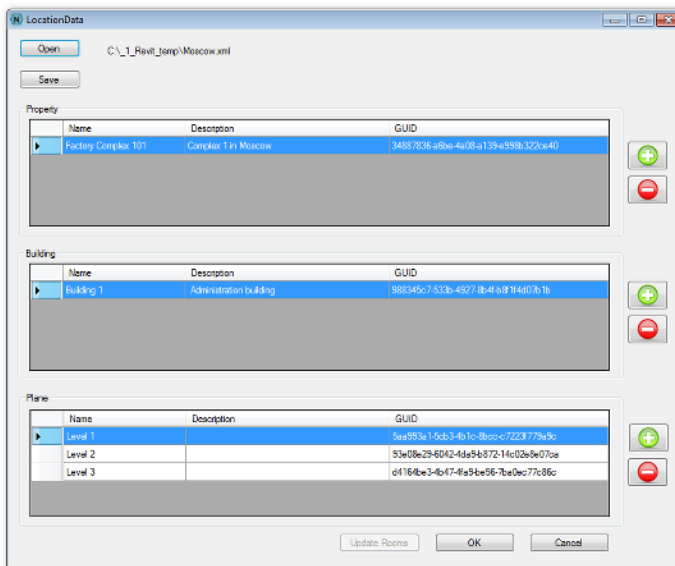 LocationData
Open C:\_1_Revit_temp\Moscow.xml
Save
Property
Name Description GUID
Factory Complex 101 Complex 1 in Moscow 34887836-a6be-4a08-a139-e998b322ce40
Building
Name Description GUID
Building 1 Administration building 988345c7-533b-4927-8b4f-b8f1f4d07b1b
Plane
Name Description GUID
Level 1 5aa993a1-5cb3-4b1c-8bcc-c7223f779a9c
Level 2 93e08e29-6042-4da9-b872-14c02e8e07ca
Level 3 d4164be3-4b47-4fa9-be56-7ba0ec77c86c
Update Rooms OK Cancel